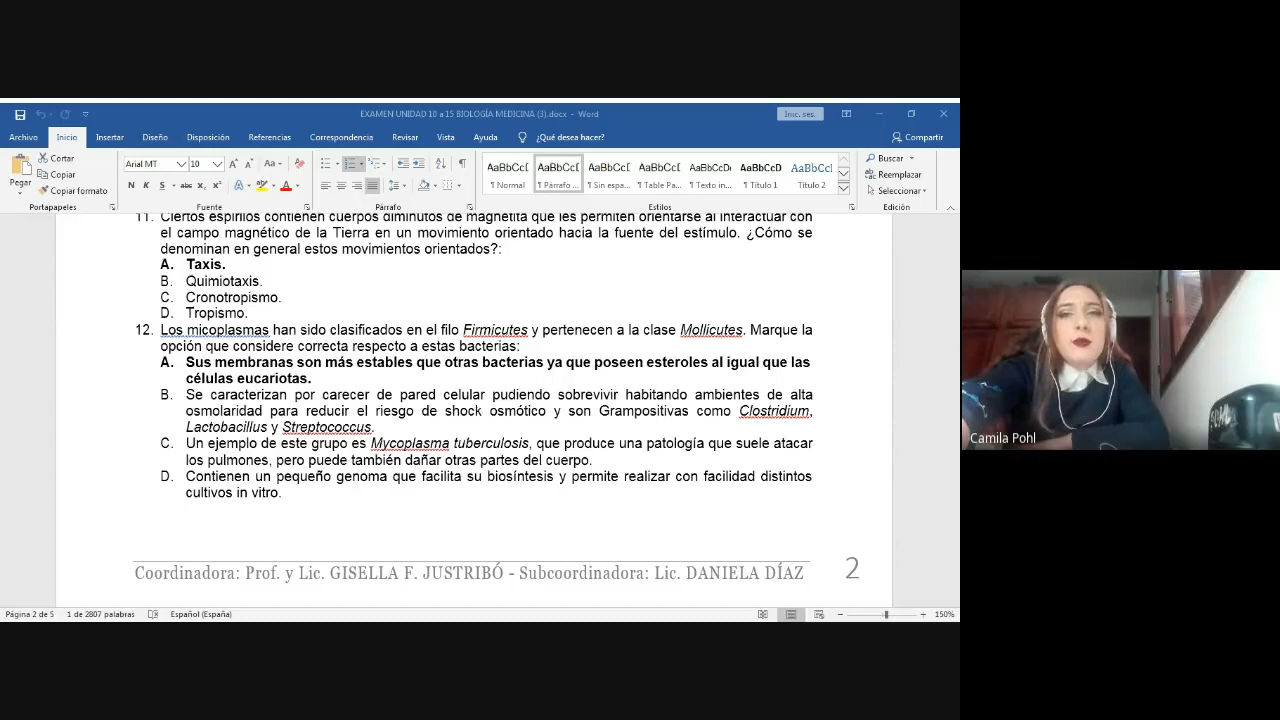 EXAMEN UNIDAD 10 a 15 BIOLOGÍA MEDICINA (3).docx - Word
Inic. ses.
Archivo Inicio Insertar Diseño Disposición Referencias Correspondencia Revisar Vista Ayuda ¿Qué desea hacer? Compartir
Pegar
Cortar
Copiar
Copiar formato
Portapapeles
Arial MT 10
N K S abc x₂ x²
Fuente
Párrafo
AaBbCcD AaBbCcD AaBbCcD AaBbCcD AaBbCcD AaBbCcD AaBbCcI
¶ Normal ¶ Párrafo ... ¶ Sin espa... ¶ Table Pa... ¶ Texto in... ¶ Título 1 ¶ Título 2
Estilos
Buscar
Reemplazar
Seleccionar
Edición
11. Ciertos espirilos contienen cuerpos diminutos de magnetita que les permiten orientarse al interactuar con
el campo magnético de la Tierra en un movimiento orientado hacia la fuente del estímulo. ¿Cómo se
denominan en general estos movimientos orientados?:
A. Taxis.
B. Quimiotaxis.
C. Cronotropismo.
D. Tropismo.
12. Los micoplasmas han sido clasificados en el filo Firmicutes y pertenecen a la clase Mollicutes. Marque la
opción que considere correcta respecto a estas bacterias:
A. Sus membranas son más estables que otras bacterias ya que poseen esteroles al igual que las
células eucariotas.
B. Se caracterizan por carecer de pared celular pudiendo sobrevivir habitando ambientes de alta
osmolaridad para reducir el riesgo de shock osmótico y son Grampositivas como Clostridium,
Lactobacillus y Streptococcus.
C. Un ejemplo de este grupo es Mycoplasma tuberculosis, que produce una patología que suele atacar
los pulmones, pero puede también dañar otras partes del cuerpo.
D. Contienen un pequeño genoma que facilita su biosíntesis y permite realizar con facilidad distintos
cultivos in vitro.
Coordinadora: Prof. y Lic. GISELLA F. JUSTRIBÓ - Subcoordinadora: Lic. DANIELA DÍAZ 2
Página 2 de 5 1 de 2807 palabras Español (España) 150%
Camila Pohl